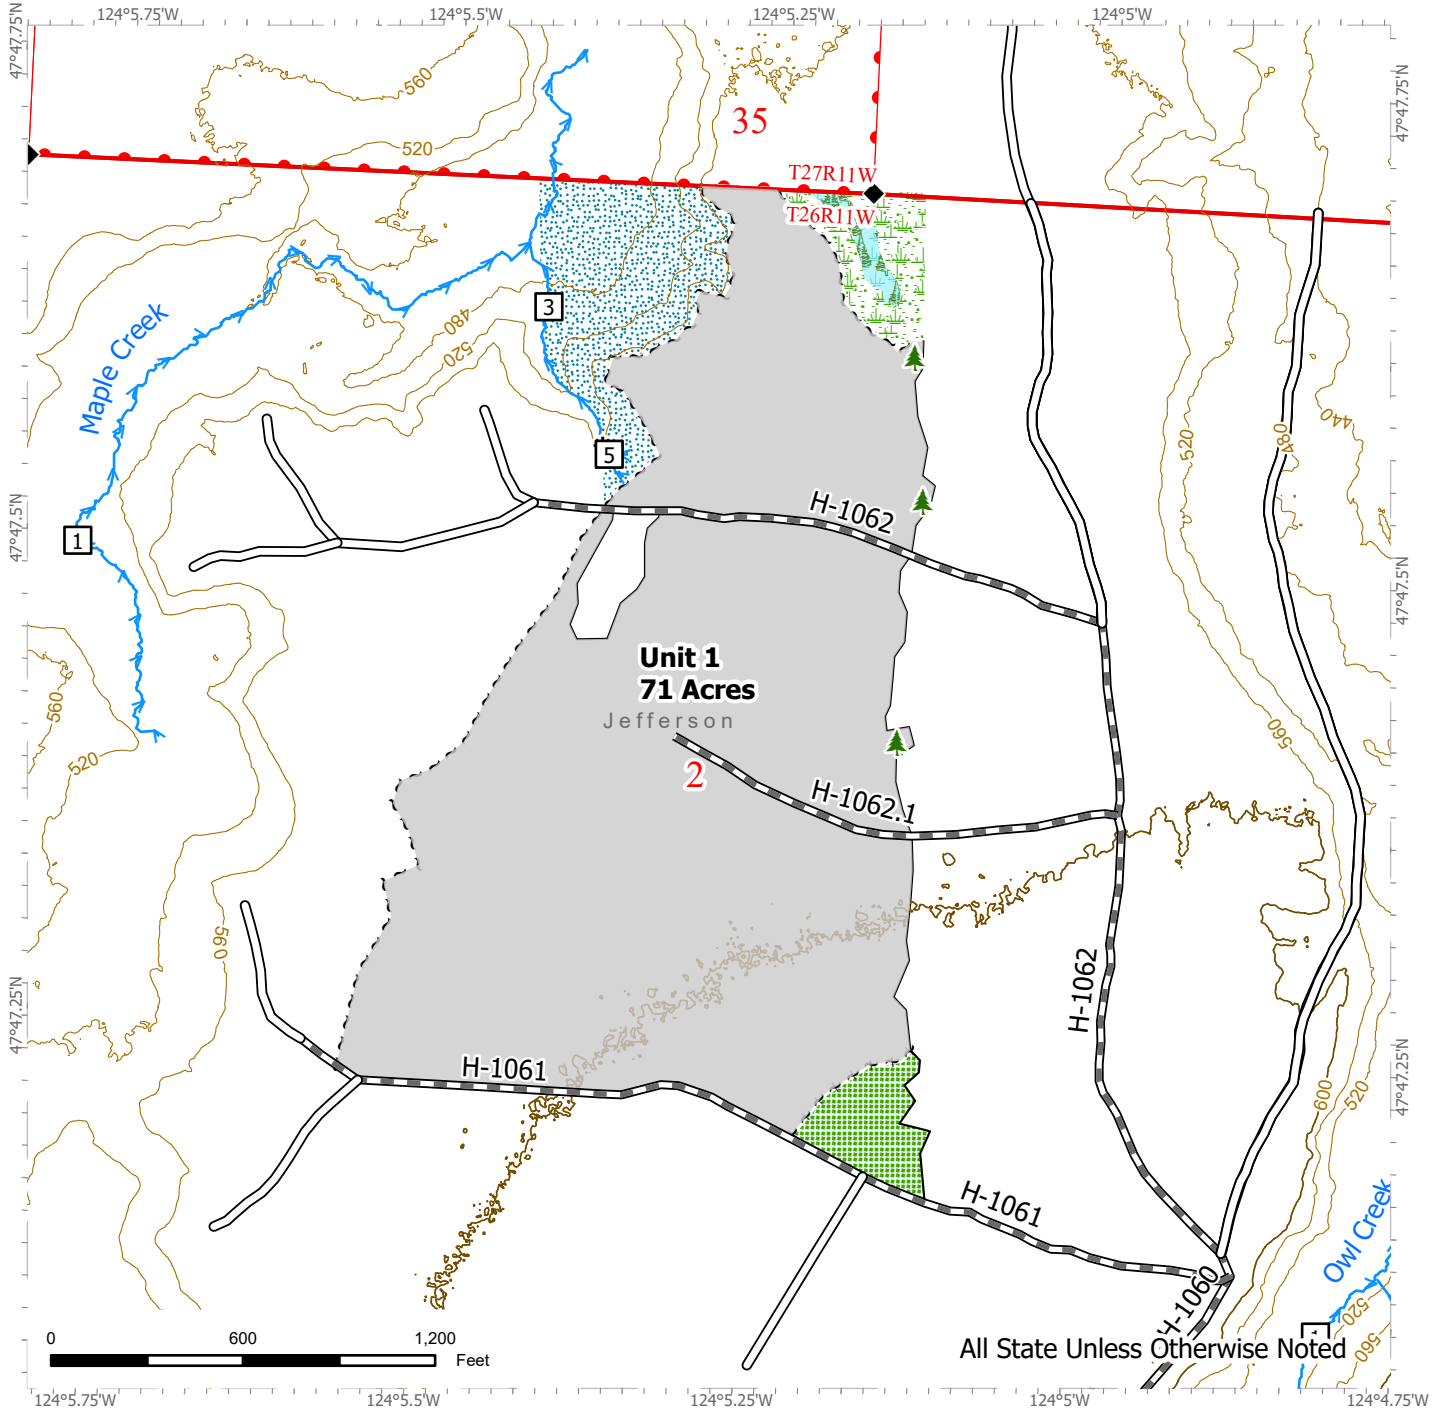 124°5.75'W
124°5.5'W
124°5.25'W
124°5'W
47°47.75'N
47°47.75'N
560
35
520
T27R11W
T26R11W
3
480
520
Maple Creek
440
520
480
5
47°47.5'N
H-1062
1
47°47.5'N
Unit 1
71 Acres
Jefferson
560
560
520
2
H-1062.1
560
H-1062
47°47.25'N
47°47.25'N
H-1061
600
520
H-1061
Owl Creek
H-1060
520
560
0
600
1,200
Feet
All State Unless Otherwise Noted
124°5.75'W
124°5.5'W
124°5.25'W
124°5'W
124°4.75'W